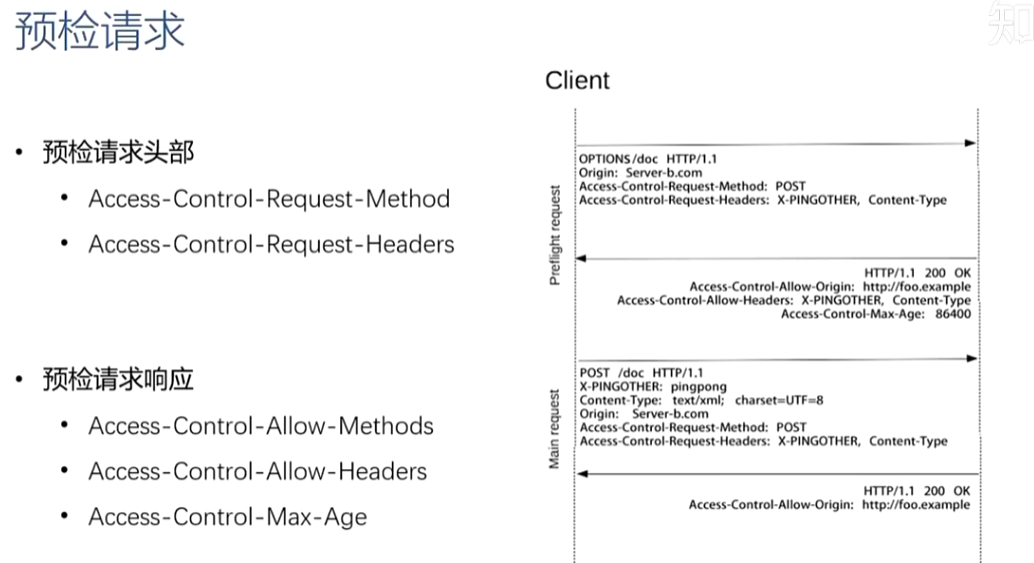 预检请求
知
• 预检请求头部
• Access-Control-Request-Method
• Access-Control-Request-Headers
• 预检请求响应
• Access-Control-Allow-Methods
• Access-Control-Allow-Headers
• Access-Control-Max-Age
Client
Preflight request
OPTIONS/doc HTTP/1.1
Origin: Server-b.com
Access-Control-Request-Method: POST
Access-Control-Request-Headers: X-PINGOTHER, Content-Type
HTTP/1.1 200 OK
Access-Control-Allow-Origin: http://foo.example
Access-Control-Allow-Headers: X-PINGOTHER, Content-Type
Access-Control-Max-Age: 86400
Main request
POST /doc HTTP/1.1
X-PINGOTHER: pingpong
Content-Type: text/xml; charset=UTF=8
Origin: Server-b.com
Access-Control-Request-Method: POST
Access-Control-Request-Headers: X-PINGOTHER, Content-Type
HTTP/1.1 200 OK
Access-Control-Allow-Origin: http://foo.example